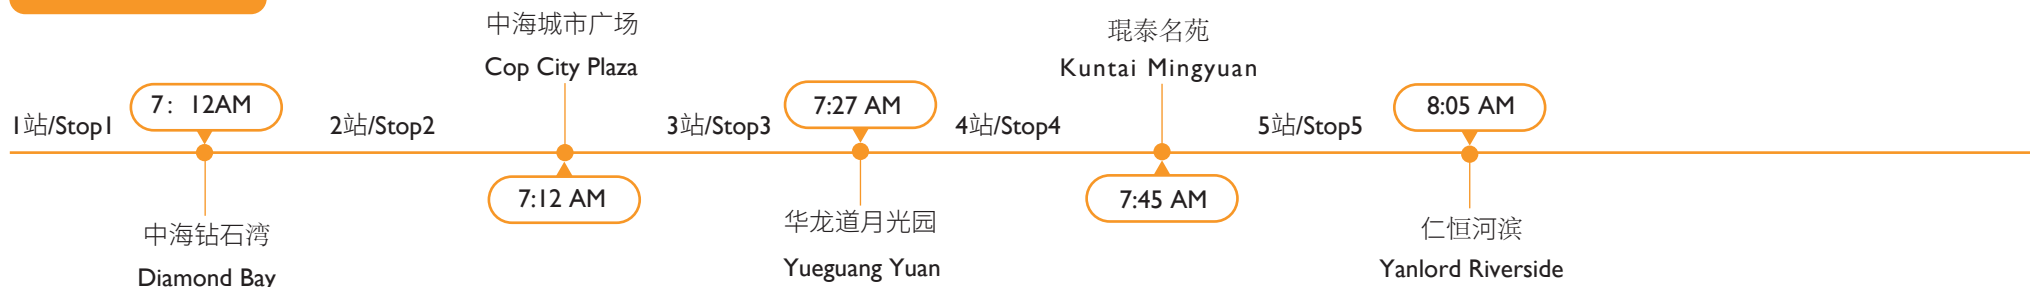 1站/Stop1
7: 12AM
中海钻石湾
Diamond Bay
2站/Stop2
中海城市广场
Cop City Plaza
7:12 AM
3站/Stop3
7:27 AM
华龙道月光园
Yueguang Yuan
4站/Stop4
琨泰名苑
Kuntai Mingyuan
7:45 AM
5站/Stop5
8:05 AM
仁恒河滨
Yanlord Riverside